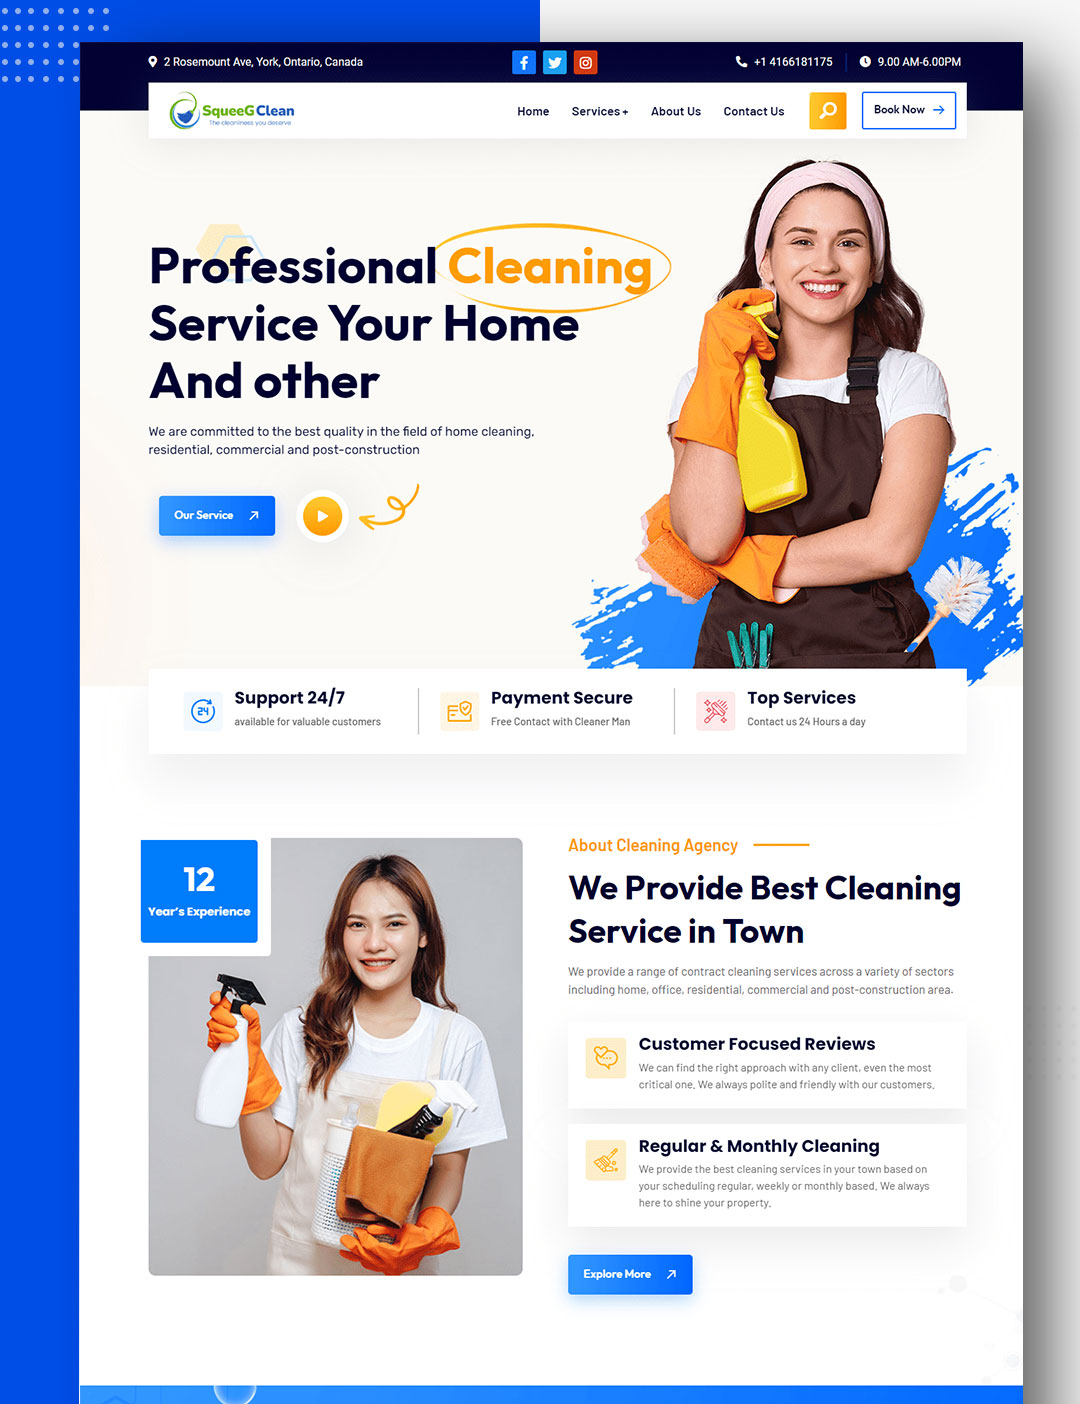 2 Rosemount Ave, York, Ontario, Canada
+1 4166181175
9.00 AM-6.00PM
SqueeG Clean
The cleanliness you deserve
Home
Services +
About Us
Contact Us
Book Now
Professional Cleaning
Service Your Home
And other
We are committed to the best quality in the field of home cleaning,
residential, commercial and post-construction
Our Service
24
Support 24/7
available for valuable customers
Payment Secure
Free Contact with Cleaner Man
Top Services
Contact us 24 Hours a day
12
Year's Experience
About Cleaning Agency
We Provide Best Cleaning
Service in Town
We provide a range of contract cleaning services across a variety of sectors
including home, office, residential, commercial and post-construction area.
Customer Focused Reviews
We can find the right approach with any client, even the most
critical one. We always polite and friendly with our customers.
Regular & Monthly Cleaning
We provide the best cleaning services in your town based on
your scheduling regular, weekly or monthly based. We always
here to shine your property.
Explore More